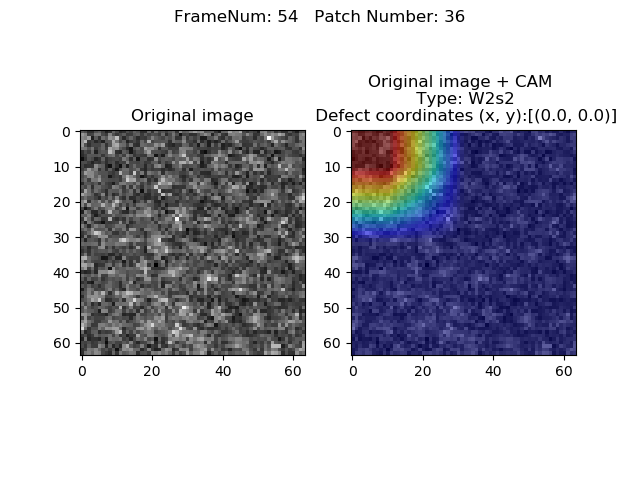 FrameNum: 54   Patch Number: 36
Original image
0
10
20
30
40
50
60
0 20 40 60
Original image + CAM
Type: W2s2
Defect coordinates (x, y):[(0.0, 0.0)]
0
10
20
30
40
50
60
0 20 40 60